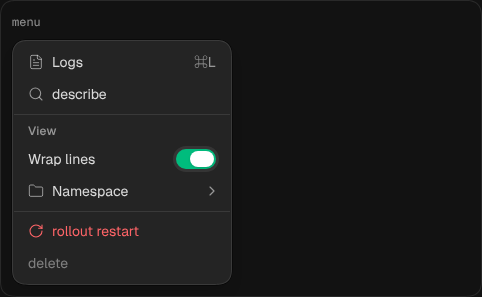 menu
Logs ⌘L
describe
View
Wrap lines
Namespace
rollout restart
delete